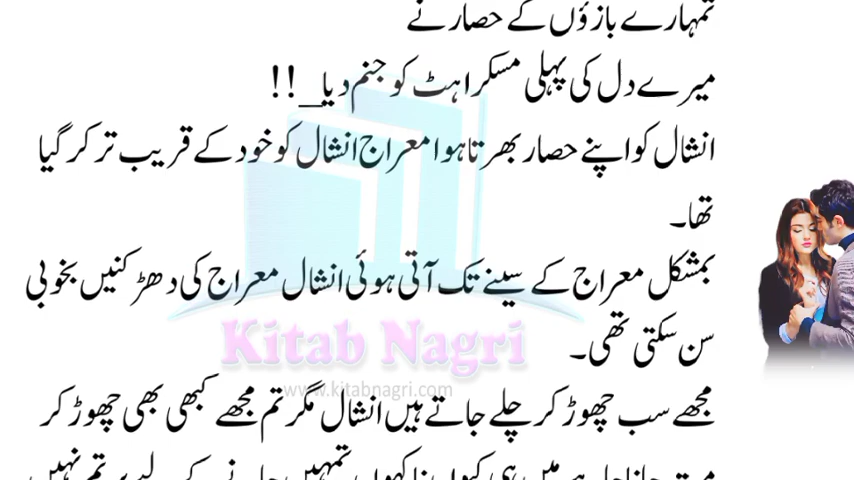 تمہارے بازوؤں کے حصار نے
میرے دل کی پہلی مسکراہٹ کو جنم دیا_!!
انشال کو اپنے حصار بھرتا ہوا معراج انشال کو خود کے قریب تر کر گیا
تھا۔
بمشکل معراج کے سینے تک آتی ہوئی انشال معراج کی دھڑکنیں بخوبی
سن سکتی تھی۔
Kitab Nagri
www.kitabnagri.com
مجھے سب چھوڑ کر چلے جاتے ہیں انشال مگر تم مجھے کبھی بھی چھوڑ کر